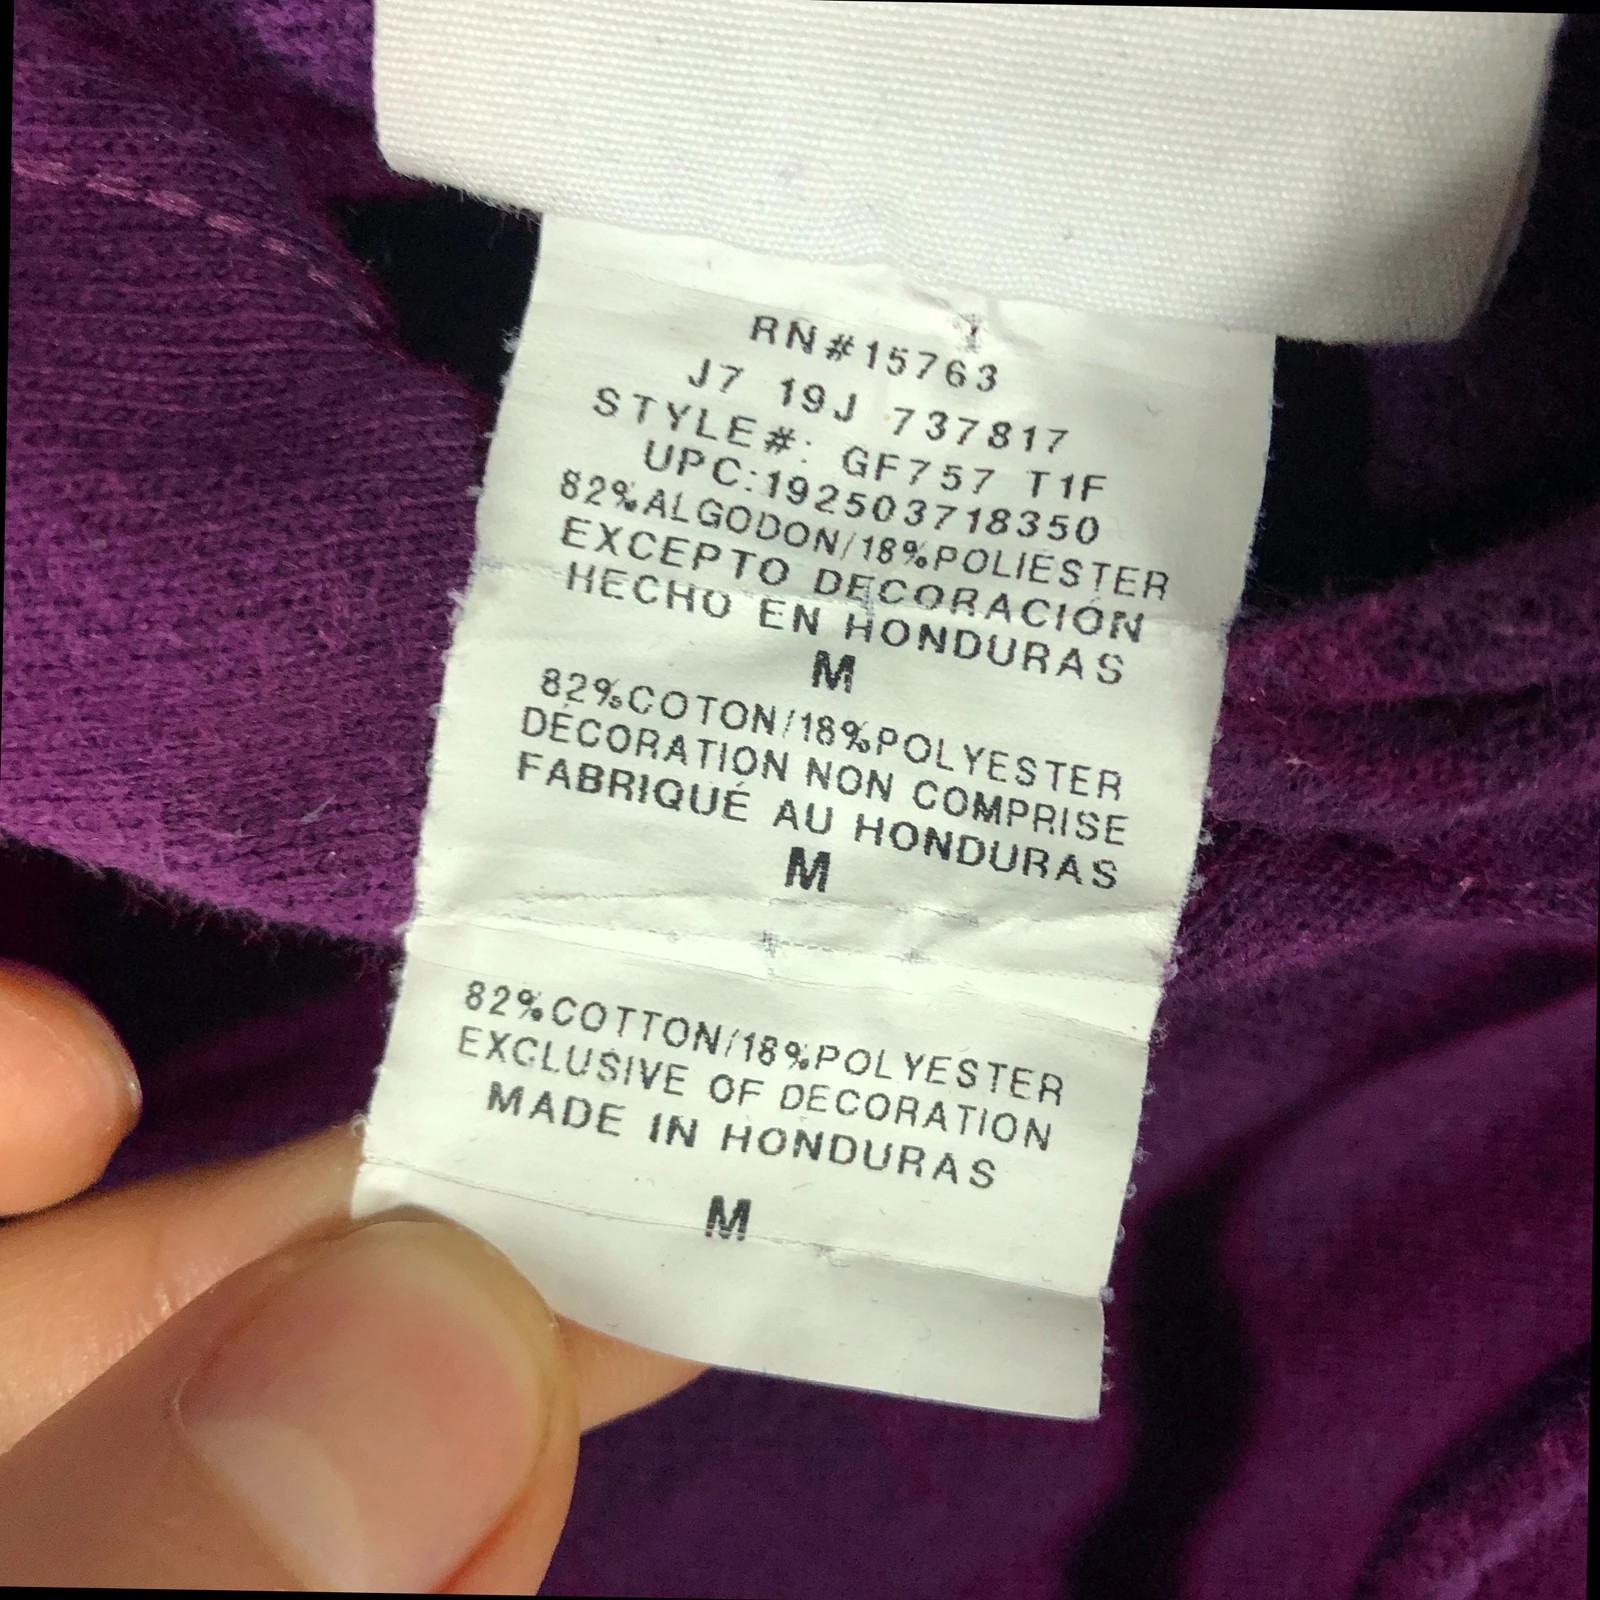 RN#15763
J7 19J 737817
STYLE#: GF757 T1F
UPC:192503718350
82%ALGODON/18%POLIESTER
EXCEPTO DECORACIÓN
HECHO EN HONDURAS
M
82%COTON/18%POLYESTER
DÉCORATION NON COMPRISE
FABRIQUÉ AU HONDURAS
M
82%COTTON/18%POLYESTER
EXCLUSIVE OF DECORATION
MADE IN HONDURAS
M